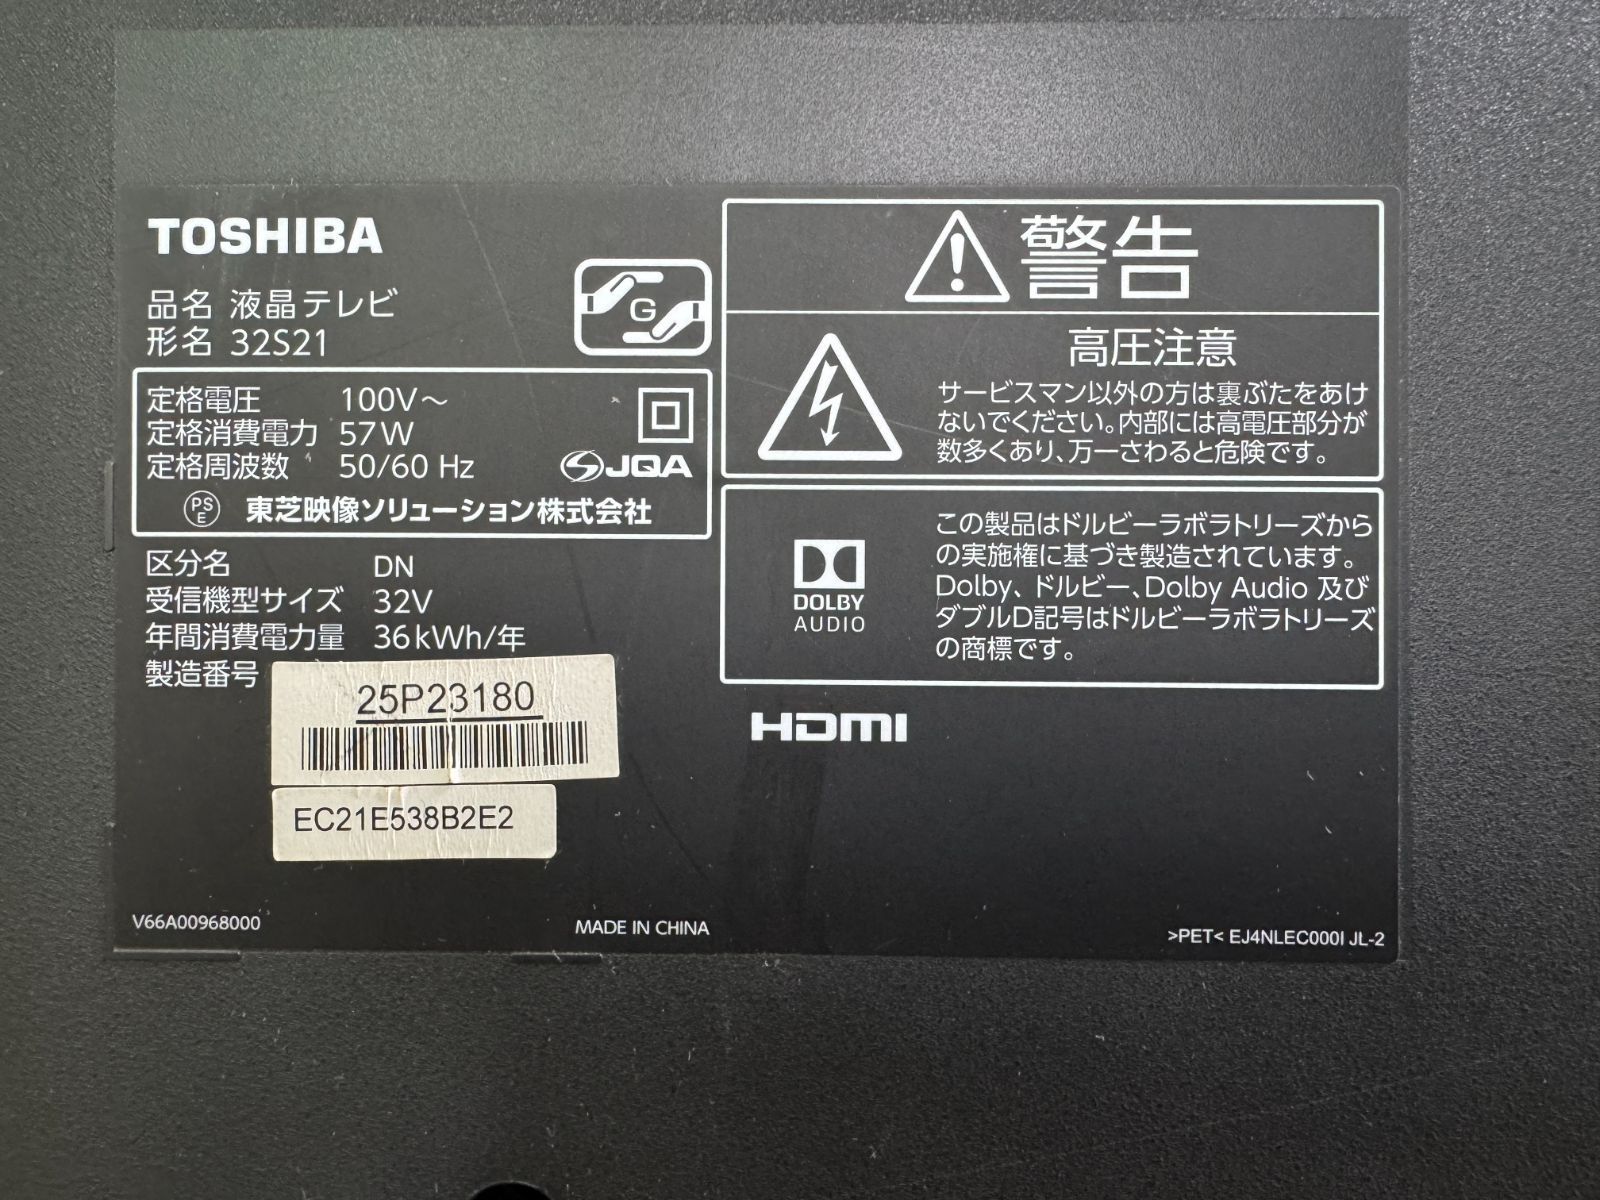 TOSHIBA
品名 液晶テレビ
形名 32S21
G
定格電圧 100V～
定格消費電力 57W
定格周波数 50/60 Hz
JQA
PS
E
東芝映像ソリューション株式会社
区分名 DN
受信機型サイズ 32V
年間消費電力量 36kWh/年
製造番号
25P23180
EC21E538B2E2
V66A00968000
MADE IN CHINA
警告
高圧注意
サービスマン以外の方は裏ぶたをあけ
ないでください。内部には高電圧部分が
数多くあり、万一さわると危険です。
DOLBY
AUDIO
この製品はドルビーラボラトリーズから
の実施権に基づき製造されています。
Dolby、ドルビー、Dolby Audio 及び
ダブルD記号はドルビーラボラトリーズ
の商標です。
HDMI
>PET< EJ4NLEC000I JL-2